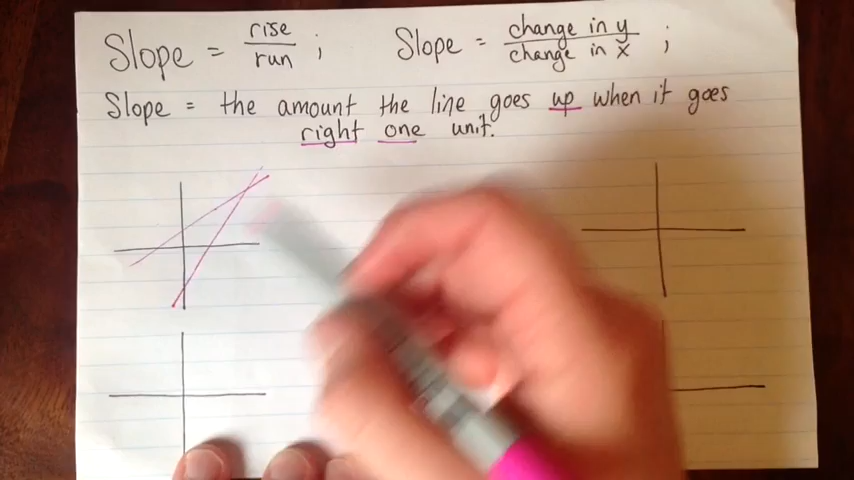 Slope = rise/run ; Slope = change in y/change in x ;
Slope = the amount the line goes up when it goes
right one unit.